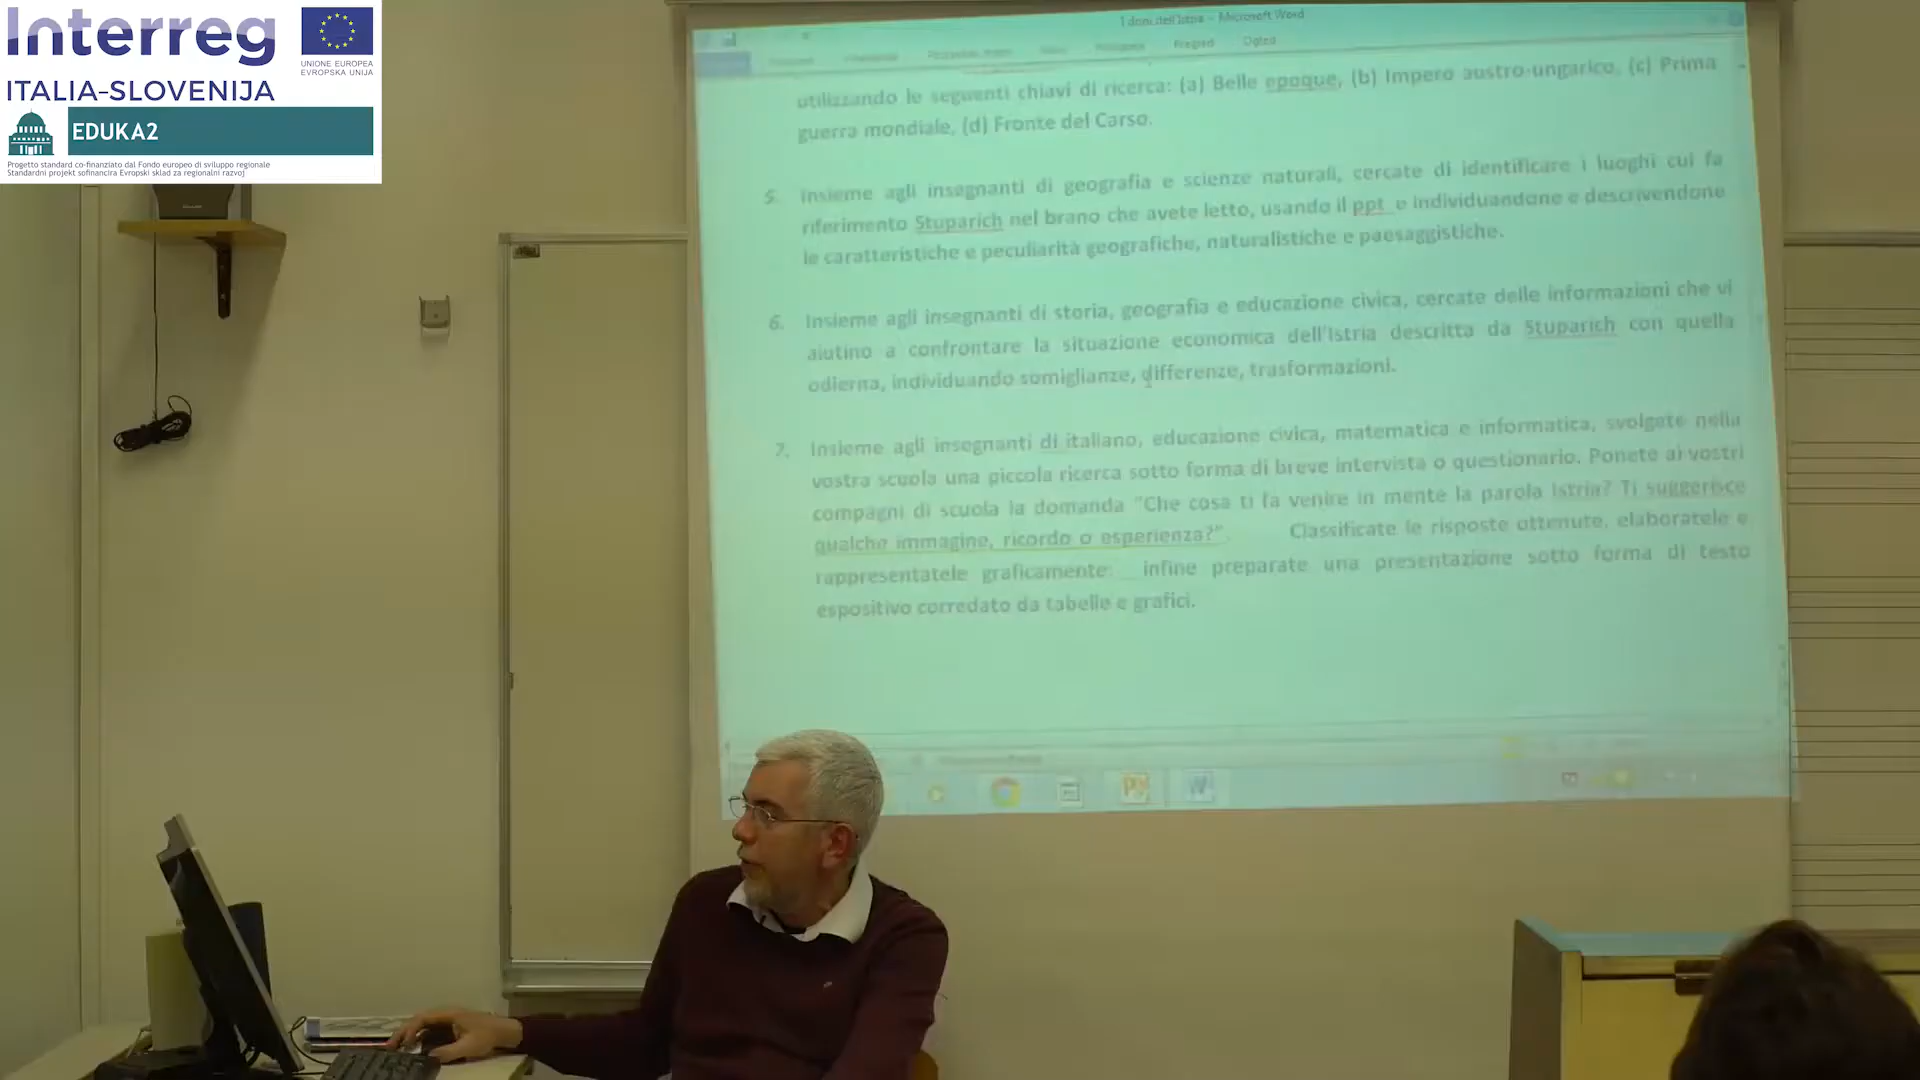 Interreg
UNIONE EUROPEA
EVROPSKA UNIJA
ITALIA-SLOVENIJA
EDUKA2
Progetto standard co-finanziato dal Fondo europeo di sviluppo regionale
Standardni projekt sofinancira Evropski sklad za regionalni razvoj
I doni dell'Istria - Microsoft Word
Pregled Ogled
utilizzando le seguenti chiavi di ricerca: (a) Belle epoque, (b) Impero austro-ungarico, (c) Prima
guerra mondiale, (d) Fronte del Carso.
5. Insieme agli insegnanti di geografia e scienze naturali, cercate di identificare i luoghi cui fa
riferimento Stuparich nel brano che avete letto, usando il ppt e individuandone e descrivendone
le caratteristiche e peculiarità geografiche, naturalistiche e paesaggistiche.
6. Insieme agli insegnanti di storia, geografia e educazione civica, cercate delle informazioni che vi
aiutino a confrontare la situazione economica dell'Istria descritta da Stuparich con quella
odierna, individuando somiglianze, differenze, trasformazioni.
7. Insieme agli insegnanti di italiano, educazione civica, matematica e informatica, svolgete nella
vostra scuola una piccola ricerca sotto forma di breve intervista o questionario. Ponete ai vostri
compagni di scuola la domanda "Che cosa ti fa venire in mente la parola Istria? Ti suggerisce
qualche immagine, ricordo o esperienza?". Classificate le risposte ottenute, elaboratele e
rappresentatele graficamente: infine preparate una presentazione sotto forma di testo
espositivo corredato da tabelle e grafici.